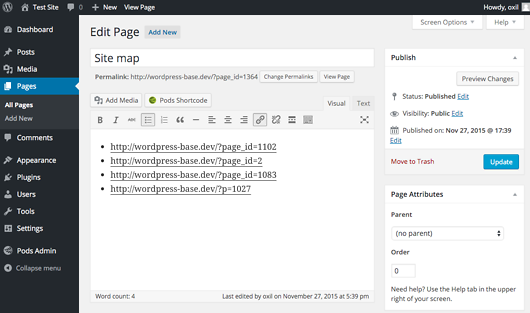 Test Site 0 + New View Page Howdy, oxil
Dashboard
Posts
Media
Pages
All Pages
Add New
Comments
Appearance
Plugins
Users
Tools
Settings
Pods Admin
Collapse menu
Screen Options Help
Edit Page Add New
Site map
Permalink: http://wordpress-base.dev/?page_id=1364 Change Permalinks View Page
Add Media Pods Shortcode Visual Text
B I ABC
http://wordpress-base.dev/?page_id=1102
http://wordpress-base.dev/?page_id=2
http://wordpress-base.dev/?page_id=1083
http://wordpress-base.dev/?p=1027
Word count: 4 Last edited by oxil on November 27, 2015 at 5:39 pm
Publish
Preview Changes
Status: Published Edit
Visibility: Public Edit
Published on: Nov 27, 2015 @ 17:39
Edit
Move to Trash Update
Page Attributes
Parent
(no parent)
Order
0
Need help? Use the Help tab in the upper
right of your screen.